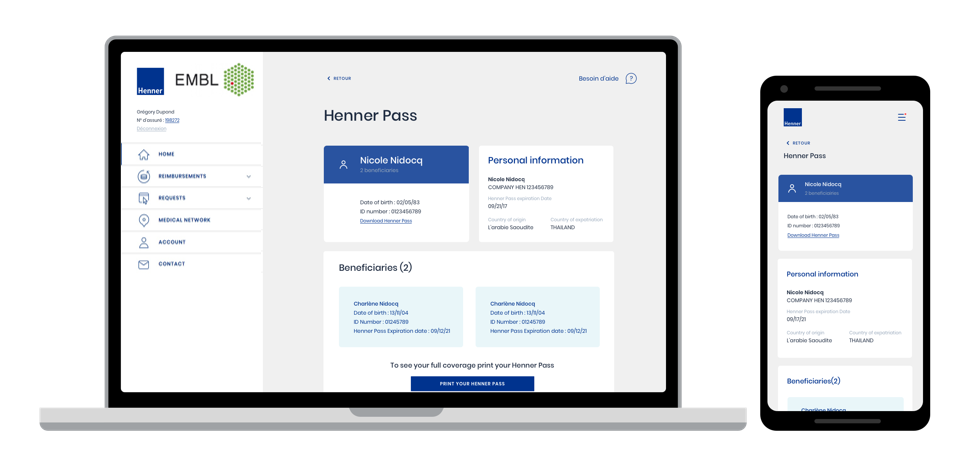 Henner
EMBL
Grégory Dupond
N° d'assuré : 198272
Déconnexion
HOME
REIMBURSEMENTS
REQUESTS
MEDICAL NETWORK
ACCOUNT
CONTACT
RETOUR
Besoin d'aide ?
Henner Pass
Nicole Nidocq
2 beneficiaries
Date of birth : 02/05/83
ID number : 0123456789
Download Henner Pass
Personal information
Nicole Nidocq
COMPANY HEN 123456789
Henner Pass expiration Date
09/21/17
Country of origin
L'arabie Saoudite
Country of expatriation
THAILAND
Beneficiaries (2)
Charlène Nidocq
Date of birth : 13/11/04
ID Number : 01245789
Henner Pass Expiration date : 09/12/21
Charlène Nidocq
Date of birth : 13/11/04
ID Number : 01245789
Henner Pass Expiration date : 09/12/21
To see your full coverage print your Henner Pass
PRINT YOUR HENNER PASS
Henner
RETOUR
Henner Pass
Nicole Nidocq
2 beneficiaries
Date of birth : 02/05/83
ID number : 0123456789
Download Henner Pass
Personal information
Nicole Nidocq
COMPANY HEN 123456789
Henner Pass expiration Date
09/17/21
Country of origin
L'arabie Saoudite
Country of expatriation
THAILAND
Beneficiaries(2)
Charlène Nidocq